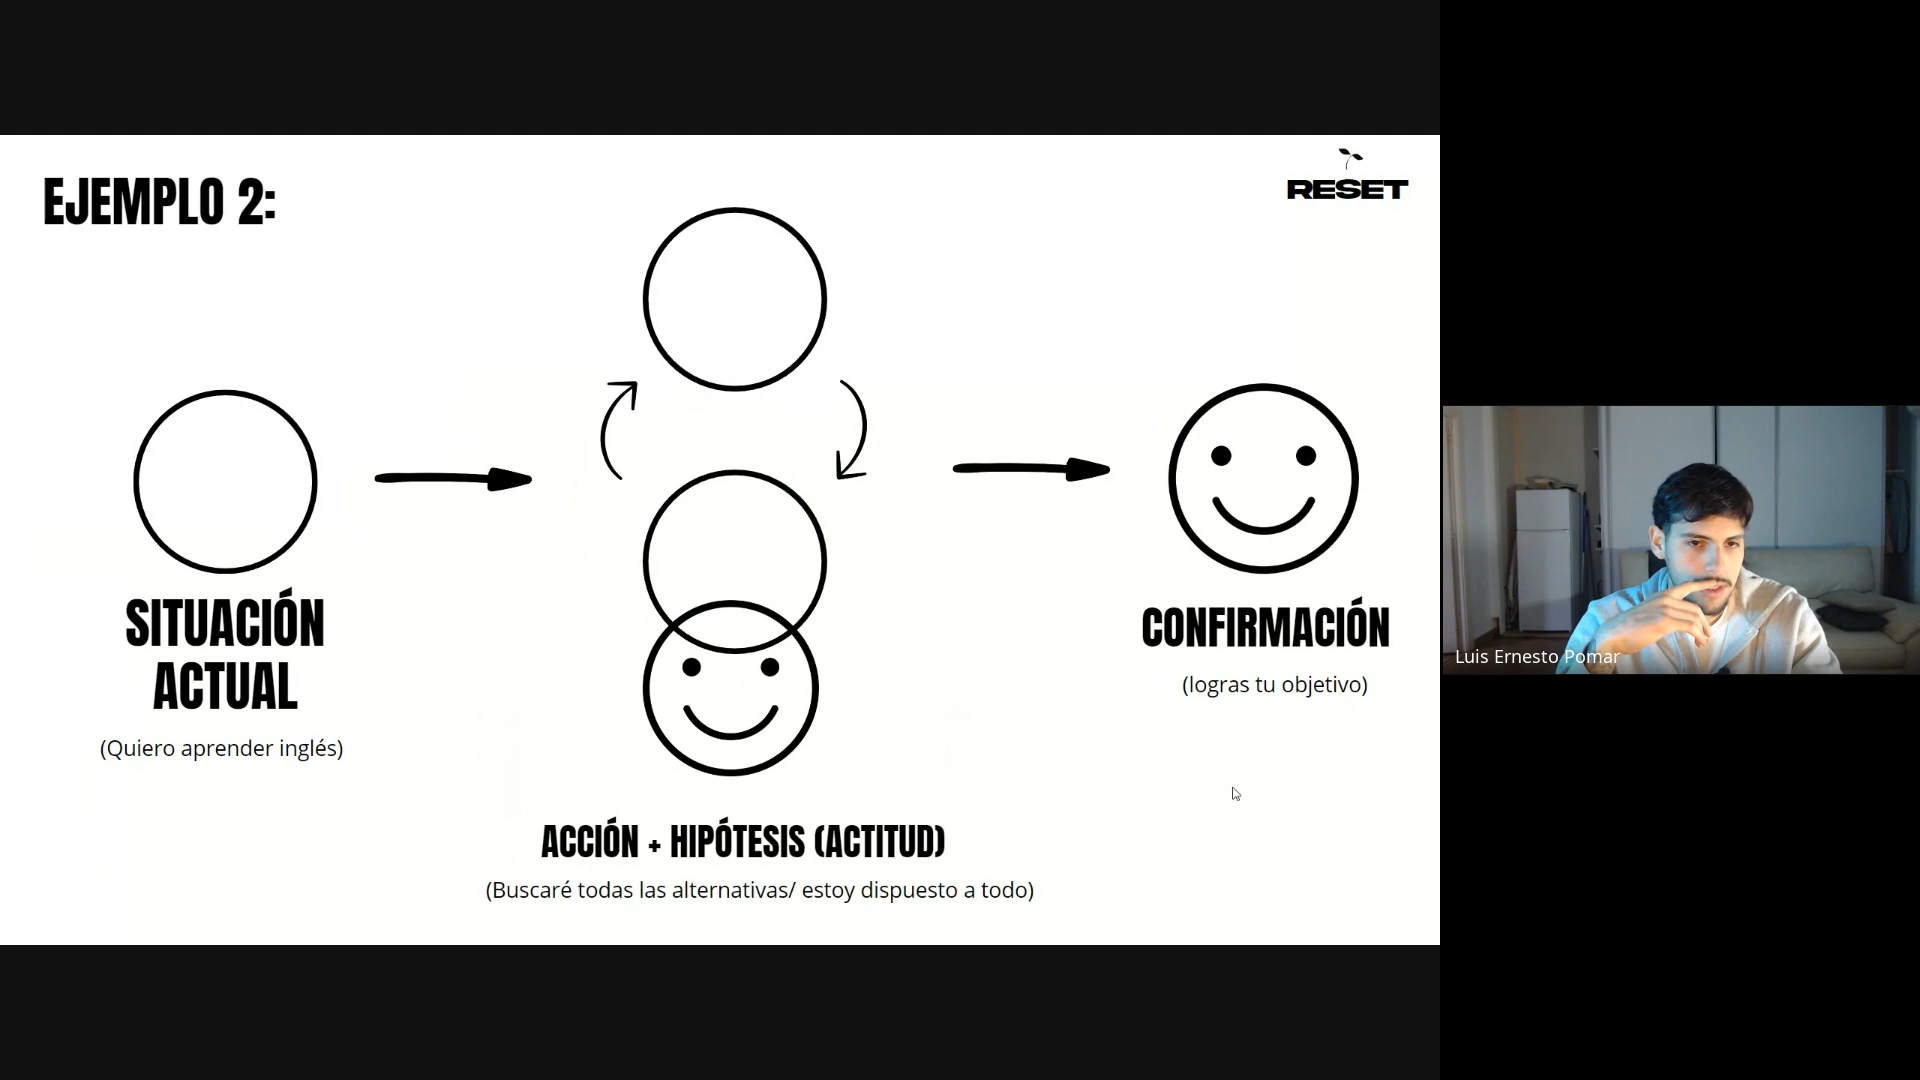 EJEMPLO 2:
RESET
SITUACIÓN
ACTUAL
(Quiero aprender inglés)
ACCIÓN + HIPÓTESIS (ACTITUD)
(Buscaré todas las alternativas/ estoy dispuesto a todo)
CONFIRMACIÓN
(logras tu objetivo)
Luis Ernesto Pomar